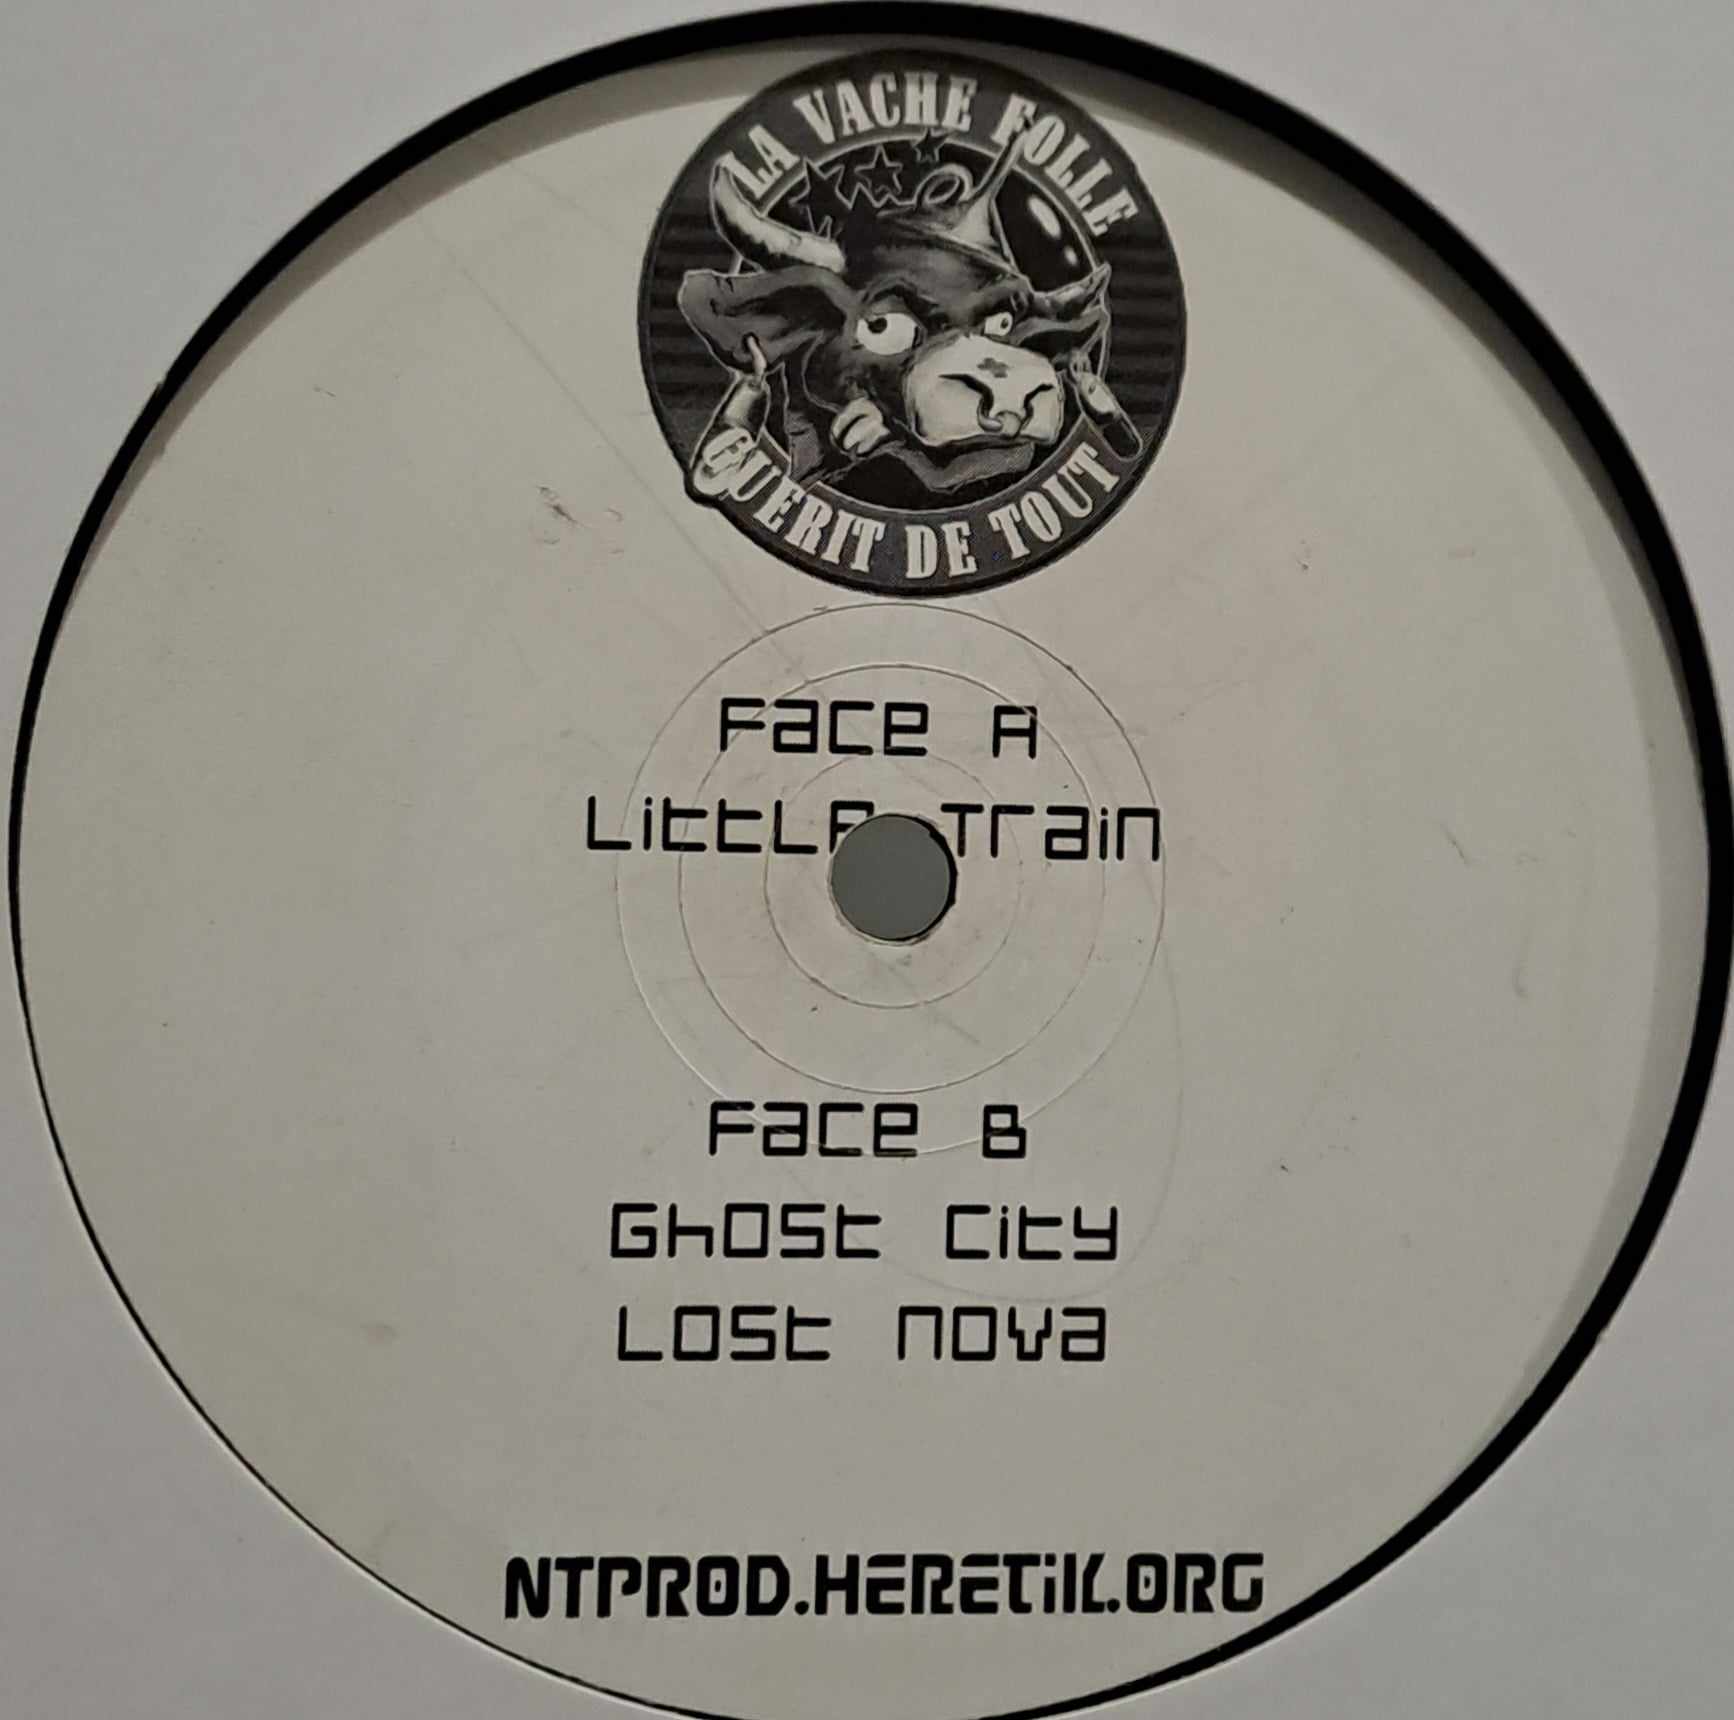 LA VACHE FOLLE
GUERIT DE TOUT
Face A
Little Train
Face B
Ghost City
Lost Nova
NTPROD.HERETiK.ORG